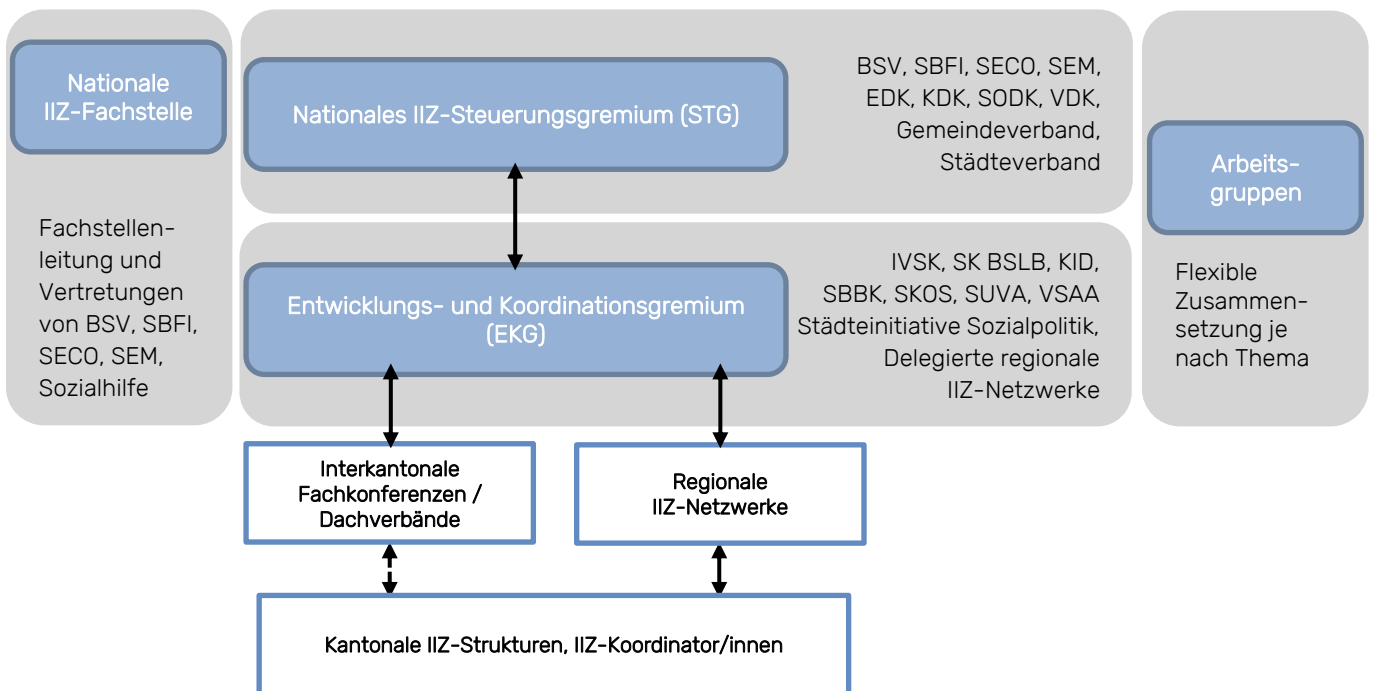 Nationale
IIZ-Fachstelle
Fachstellen-
leitung und
Vertretungen
von BSV, SBFI,
SECO, SEM,
Sozialhilfe
Nationales IIZ-Steuerungsgremium (STG)
BSV, SBFI, SECO, SEM,
EDK, KDK, SODK, VDK,
Gemeindeverband,
Städteverband
Entwicklungs- und Koordinationsgremium
(EKG)
IVSK, SK BSLB, KID,
SBBK, SKOS, SUVA, VSAA
Städteinitiative Sozialpolitik,
Delegierte regionale
IIZ-Netzwerke
Arbeits-
gruppen
Flexible
Zusammen-
setzung je
nach Thema
Interkantonale
Fachkonferenzen /
Dachverbände
Regionale
IIZ-Netzwerke
Kantonale IIZ-Strukturen, IIZ-Koordinator/innen